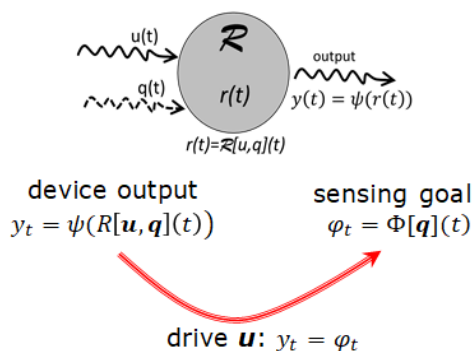 u(t)
q(t)
𝓡
r(t)
output
y(t) = ψ(r(t))
r(t)=𝓡[u,q](t)
device output
y_t = ψ(R[u, q](t))
sensing goal
φ_t = Φ[q](t)
drive u: y_t = φ_t